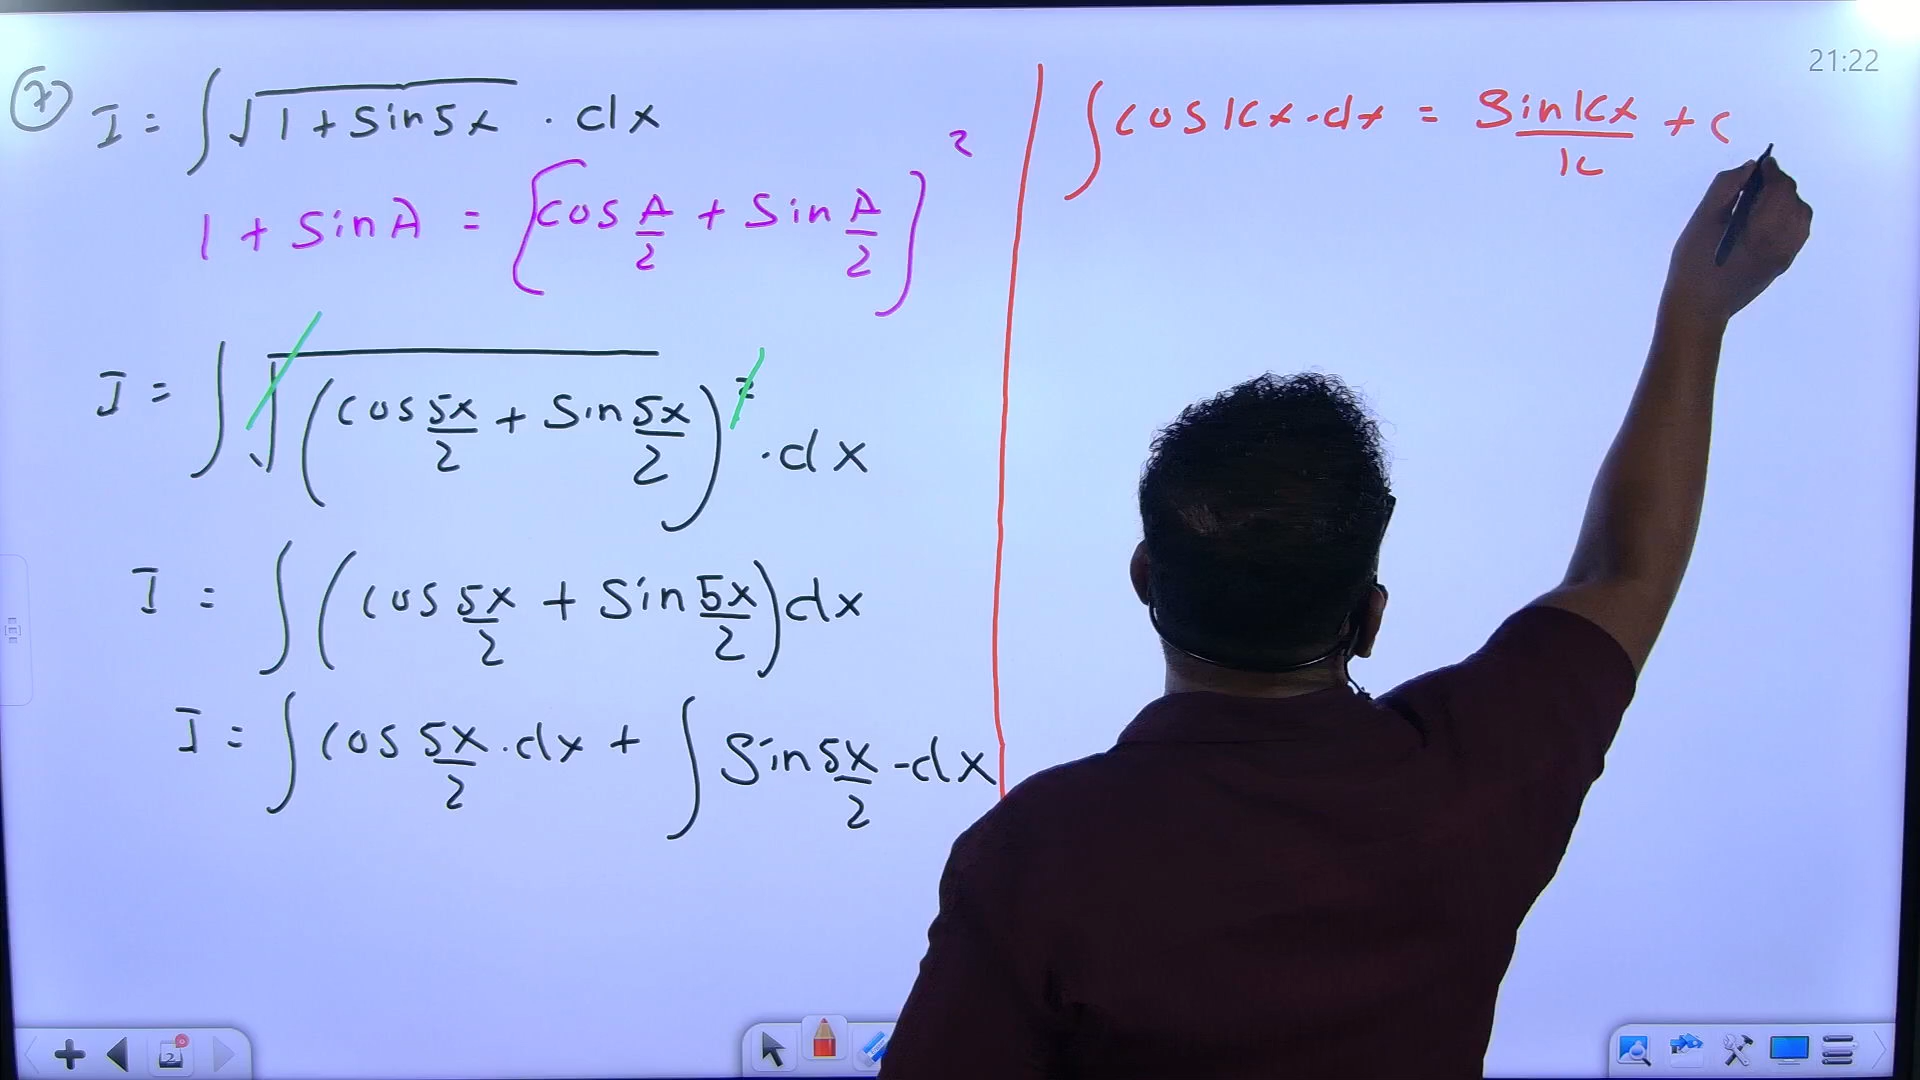 7 I = ∫ √1 + sin5x . dx
1 + sinA = [cos A/2 + sin A/2]²
I = ∫ √(cos 5x/2 + sin 5x/2)² . dx
I = ∫ (cos 5x/2 + sin 5x/2) dx
I = ∫ cos 5x/2 . dx + ∫ sin 5x/2 - dx
21:22
∫ cos kx . dx = sin kx/k + c
2